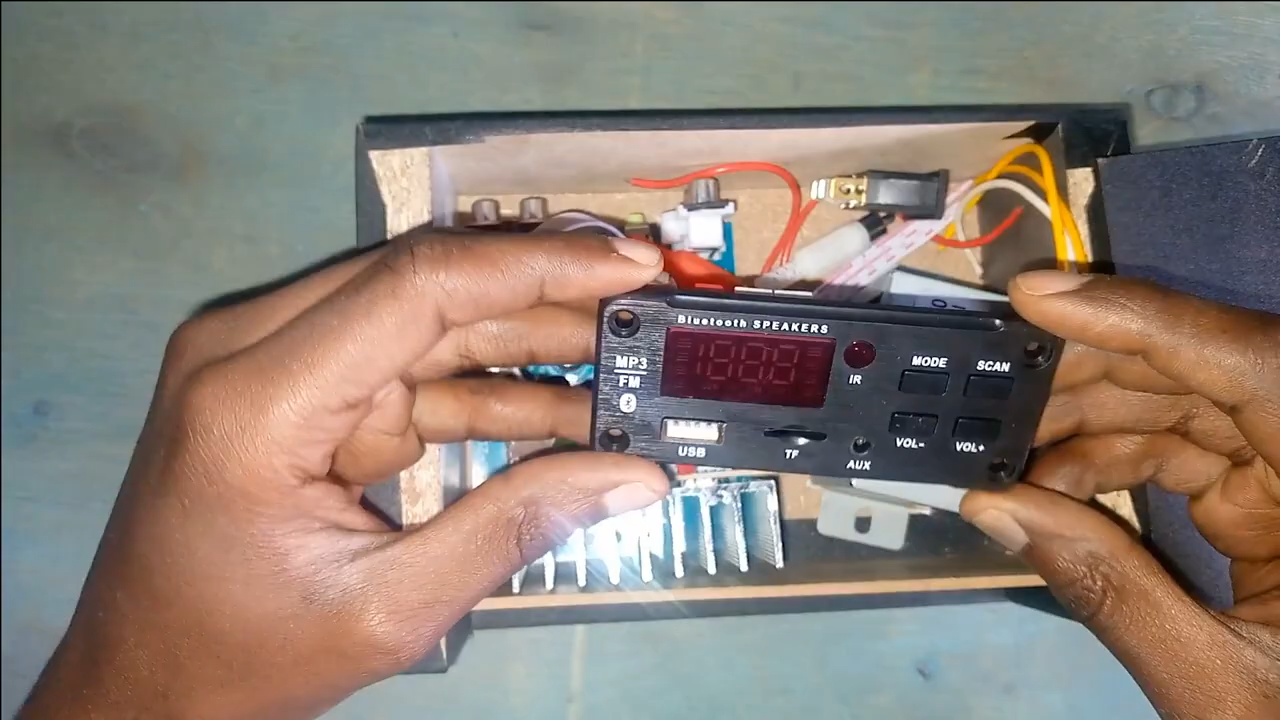 Bluetooth SPEAKERS
MP3
FM
IR
MODE
SCAN
VOL-
VOL+
USB
TF
AUX